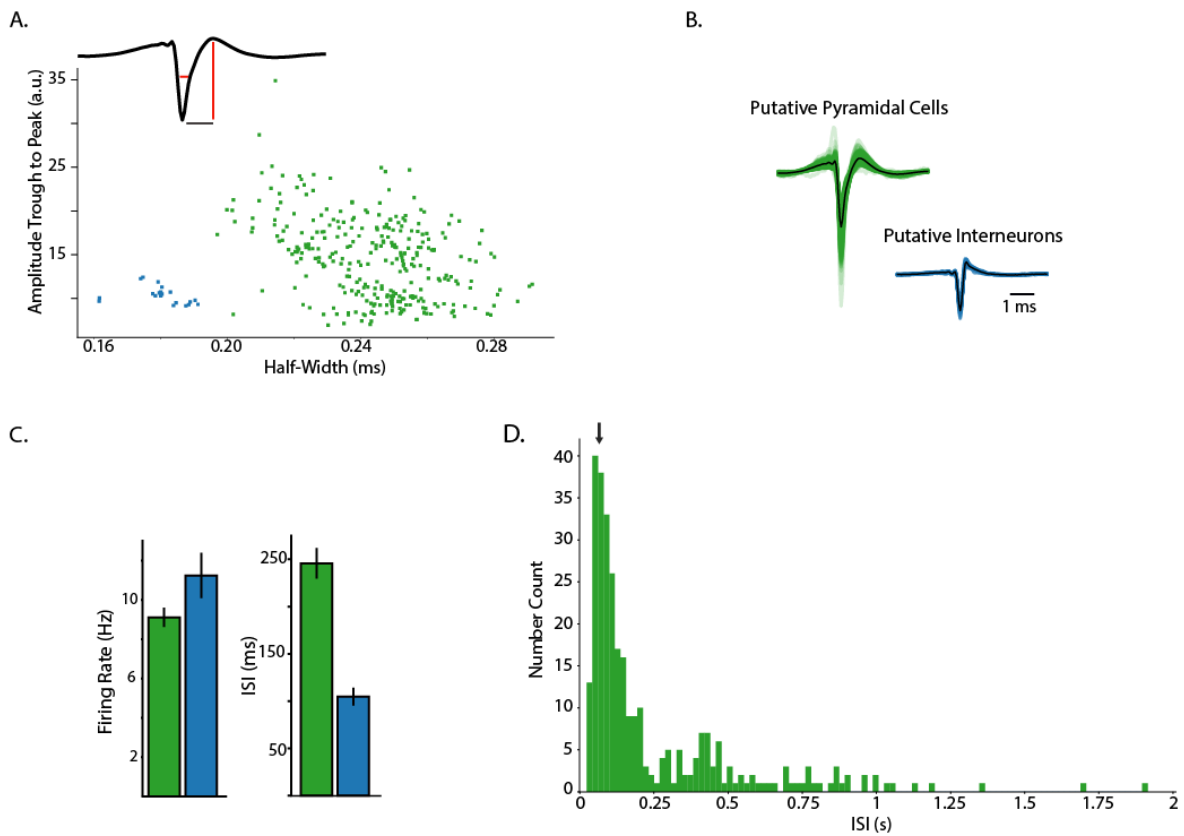 A.
35
25
15
Amplitude Trough to Peak (a.u.)
0.16
0.20
0.24
0.28
Half-Width (ms)
B.
Putative Pyramidal Cells
Putative Interneurons
1 ms
C.
10
6
2
Firing Rate (Hz)
250
150
50
ISI (ms)
D.
40
35
30
25
20
15
10
5
0
Number Count
0
0.25
0.5
0.75
1
1.25
1.5
1.75
2
ISI (s)